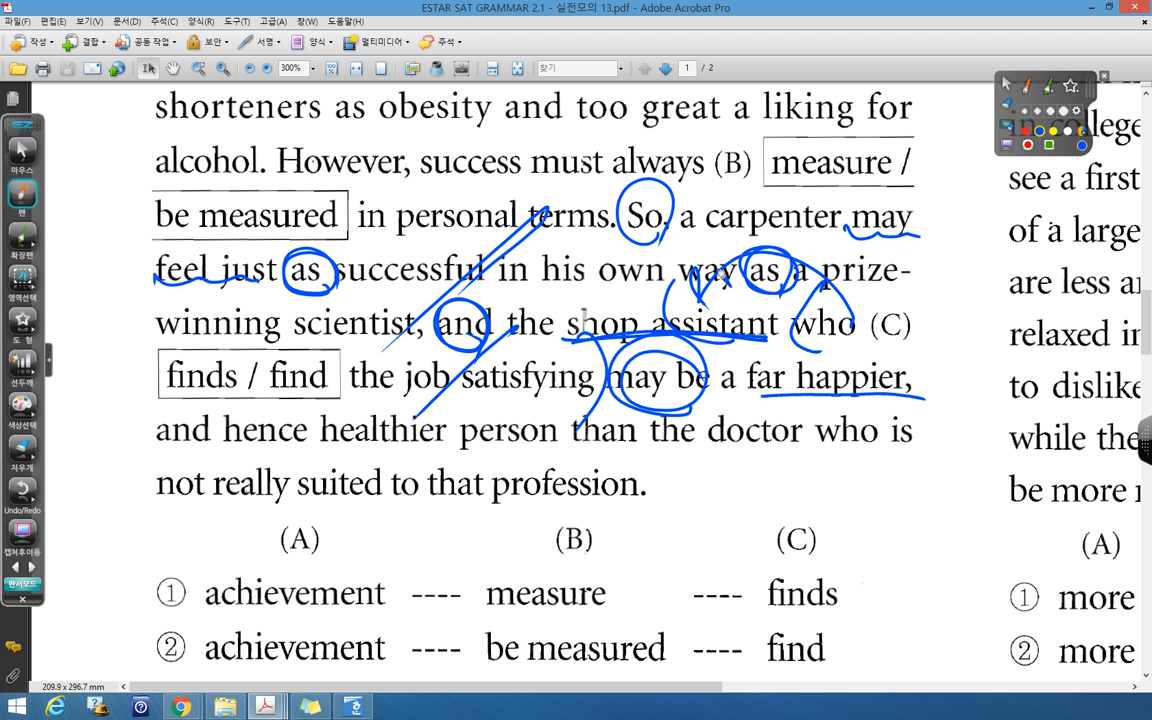 ESTAR SAT GRAMMAR 2.1 - 실전모의 13.pdf - Adobe Acrobat Pro
파일(F) 편집(E) 보기(V) 문서(D) 주석(C) 양식(R) 도구(T) 고급(A) 창(W) 도움말(H)
작성 결합 공동 작업 보안 서명 양식 멀티미디어 주석
300% 찾기 1 / 2
마우스
펜
확장펜
영역선택
도 형
선두께
색상선택
지우개
Undo/Redo
캡쳐후이동
판서모드
shorteners as obesity and too great a liking for
alcohol. However, success must always (B) measure /
be measured in personal terms. So, a carpenter may
feel just as successful in his own way as a prize-
winning scientist, and the shop assistant who (C)
finds / find the job satisfying may be a far happier,
and hence healthier person than the doctor who is
not really suited to that profession.
(A) (B) (C)
① achievement ---- measure ---- finds
② achievement ---- be measured ---- find
in college
see a first
of a large
are less
relaxed
to dislike
while the
be more
(A)
① more
② more
209.9 x 296.7 mm